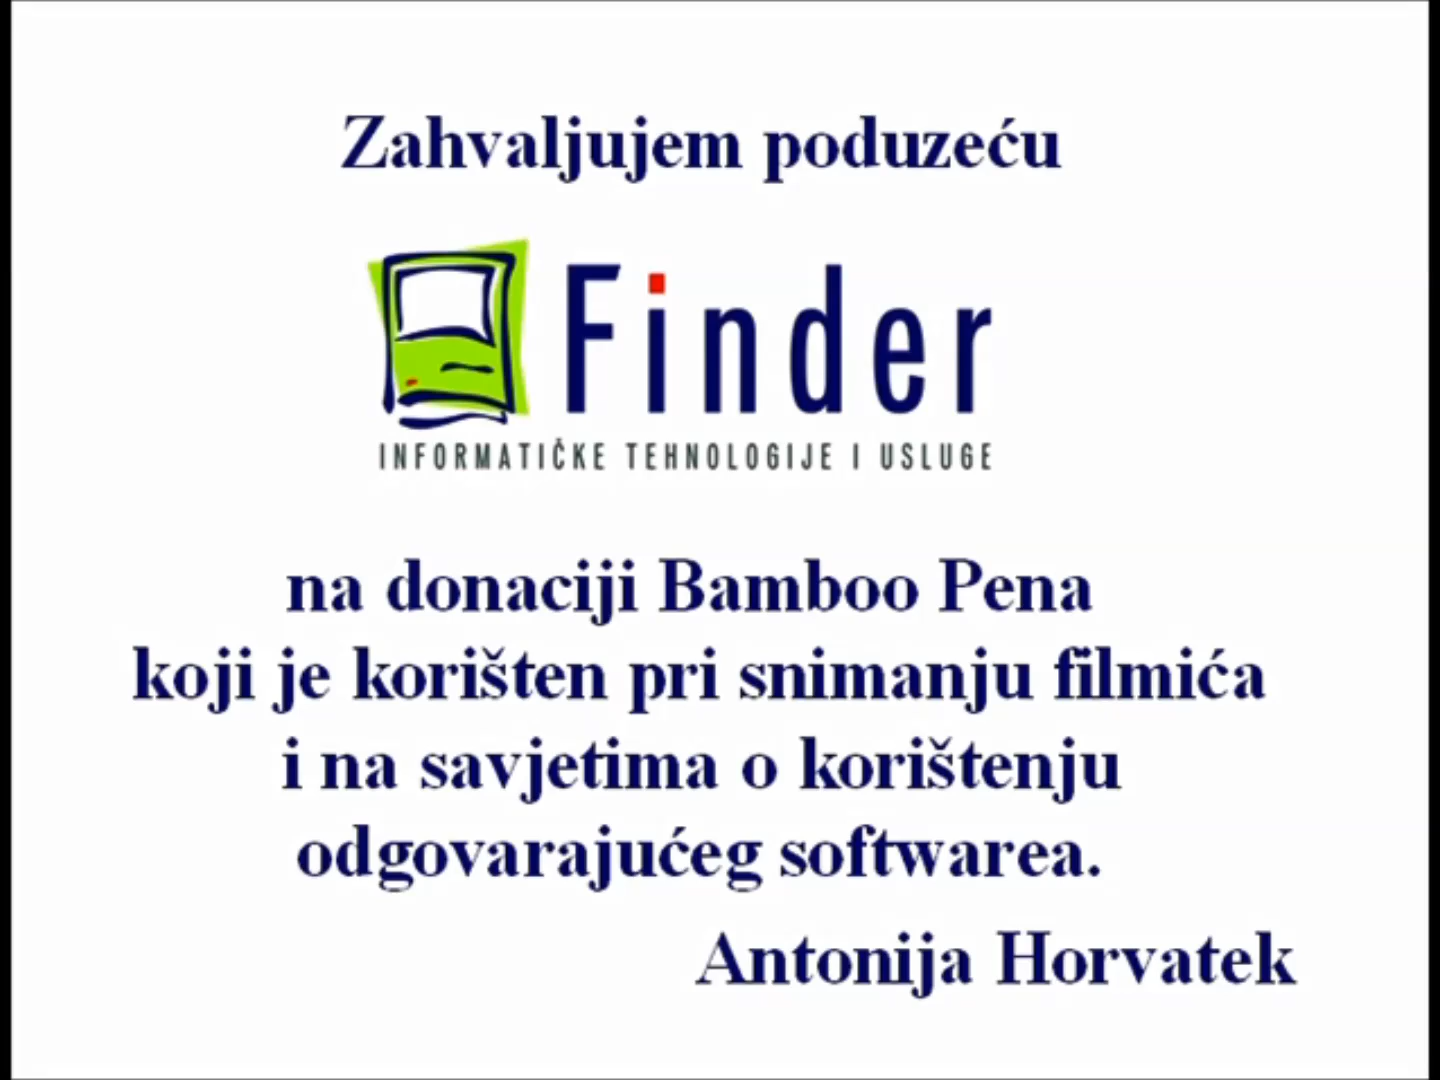 Zahvaljujem poduzeću
Finder
INFORMATIČKE TEHNOLOGIJE I USLUGE
na donaciji Bamboo Pena
koji je korišten pri snimanju filmića
i na savjetima o korištenju
odgovarajućeg softwarea.
Antonija Horvatek